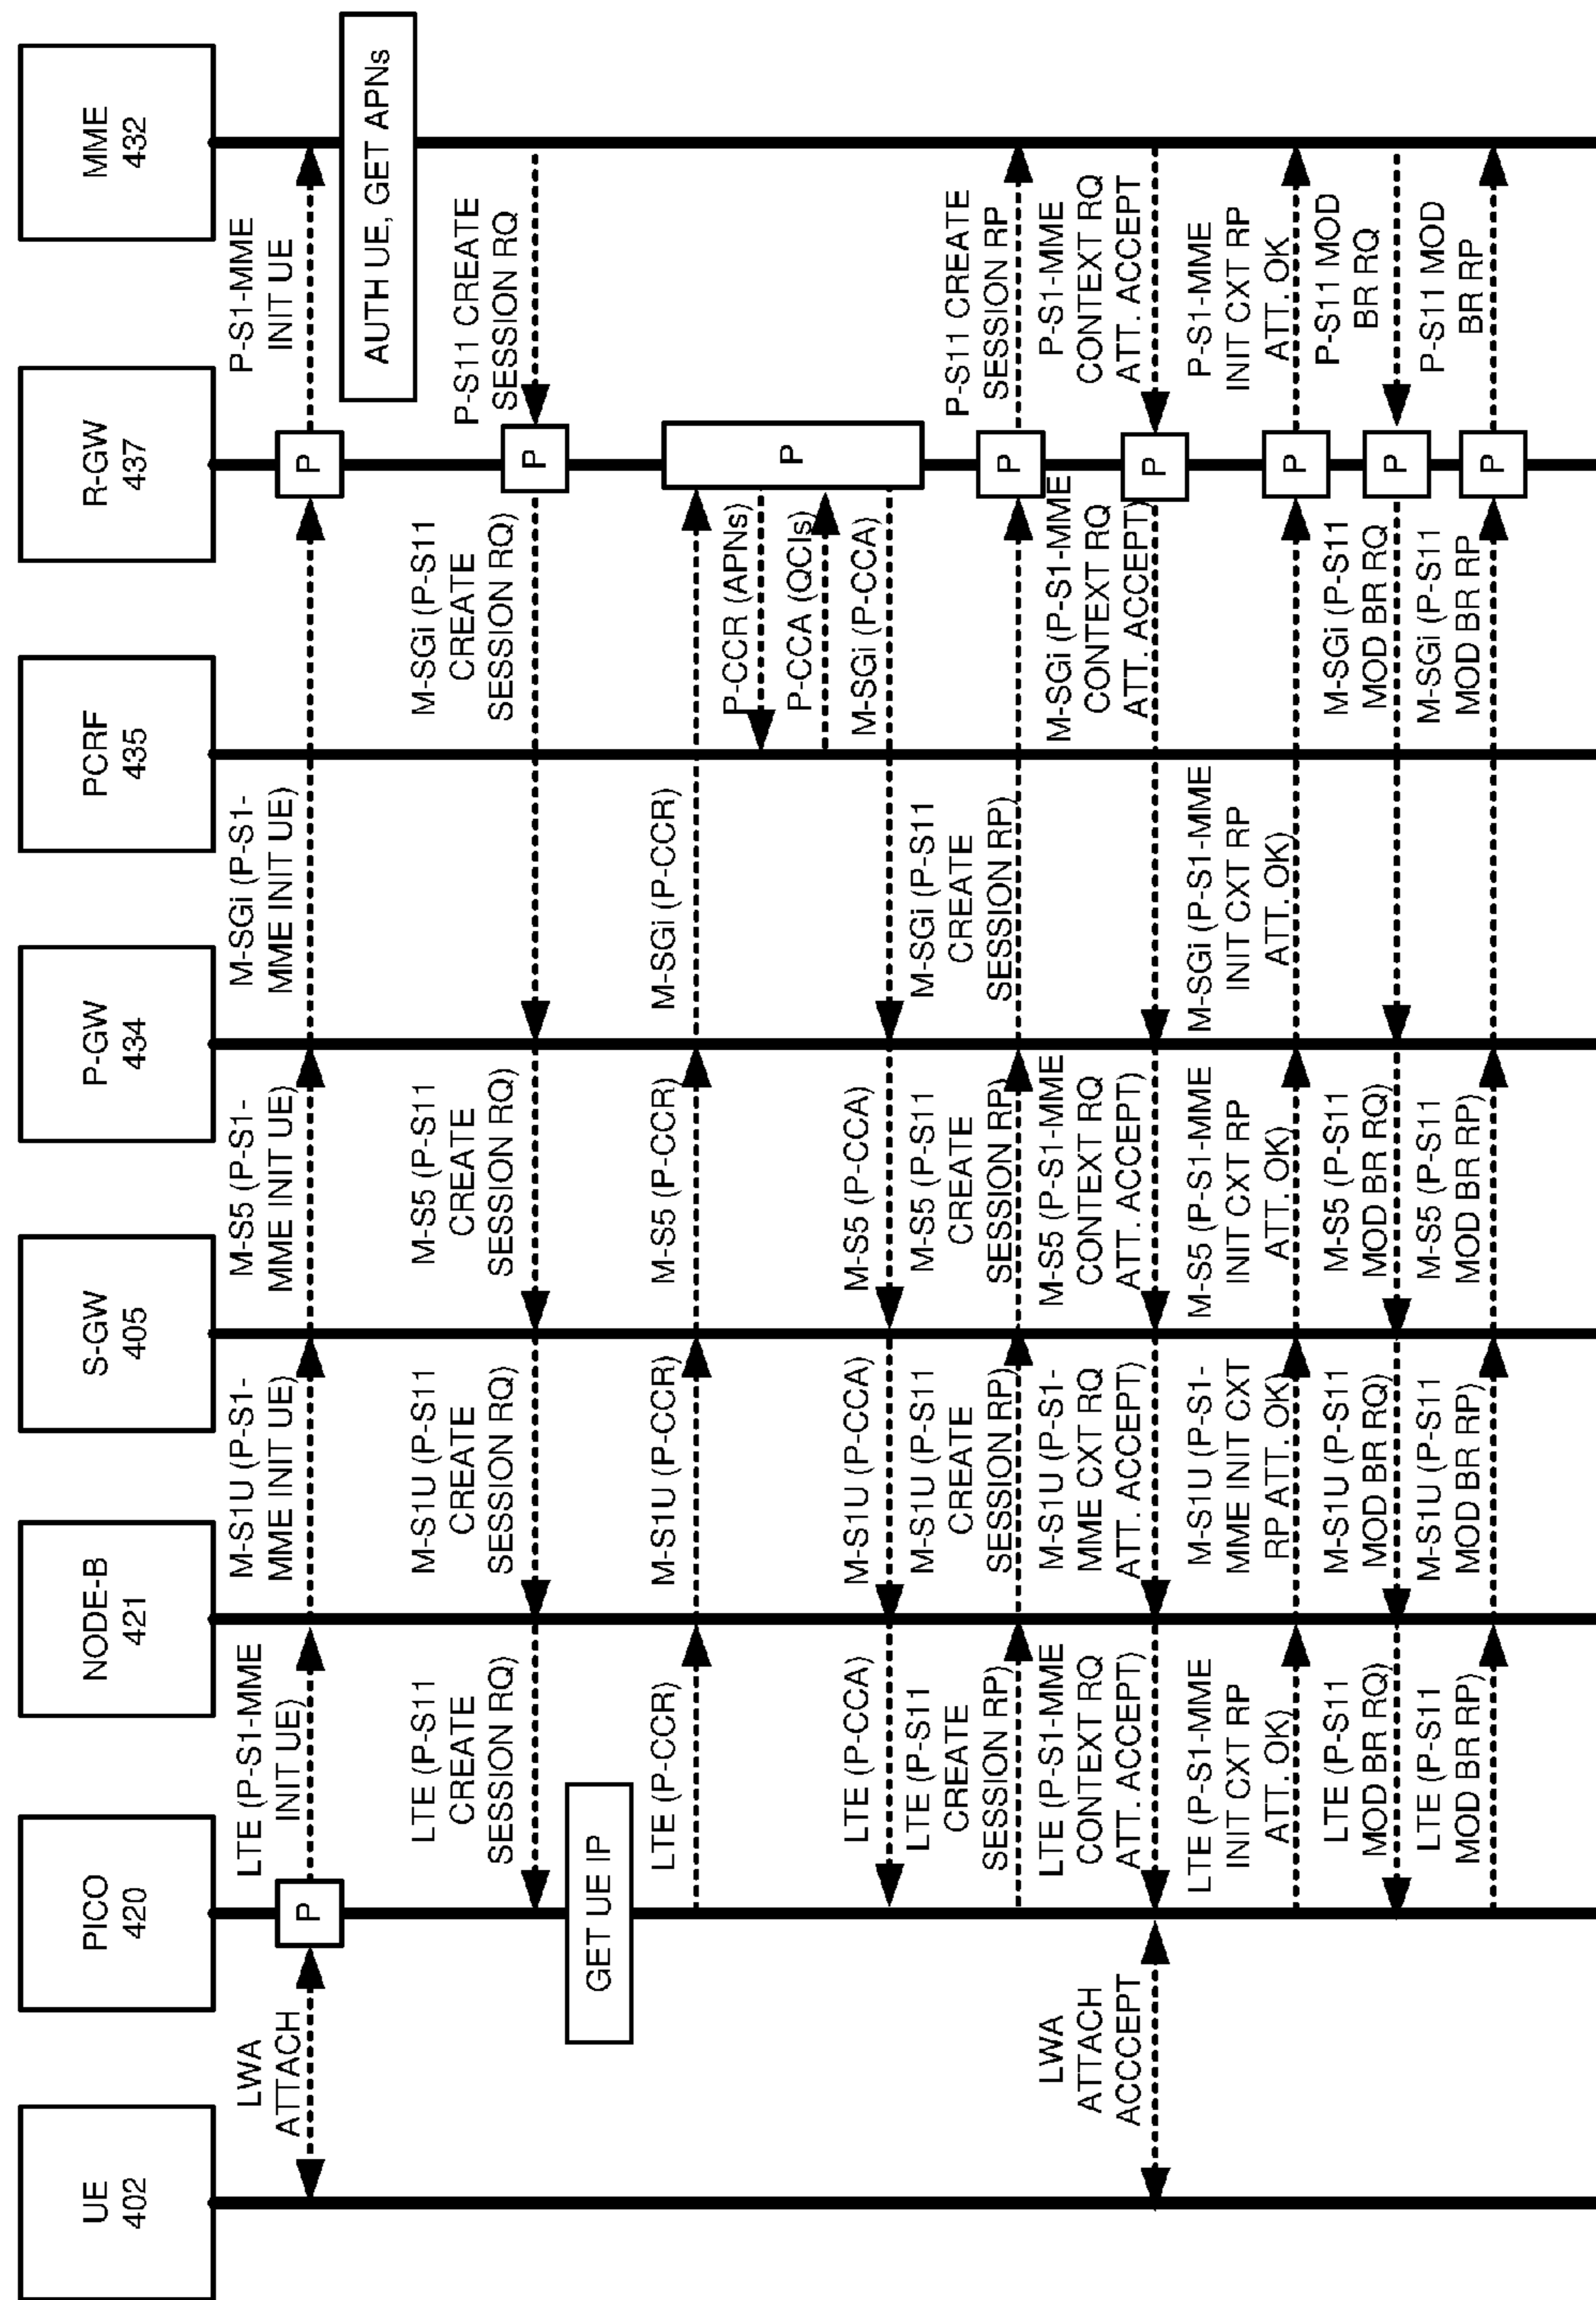 UE
402
PICO
420
NODE-B
421
S-GW
405
P-GW
434
PCRF
435
R-GW
437
MME
432
LWA
ATTACH
P
LTE (P-S1-MME
INIT UE)
M-S1U (P-S1-
MME INIT UE)
M-S5 (P-S1-
MME INIT UE)
M-SGi (P-S1-
MME INIT UE)
P
P-S1-MME
INIT UE
AUTH UE, GET APNs
LTE (P-S11
CREATE
SESSION RQ)
M-S1U (P-S11
CREATE
SESSION RQ)
M-S5 (P-S11
CREATE
SESSION RQ)
M-SGi (P-S11
CREATE
SESSION RQ)
P
P-S11 CREATE
SESSION RQ
GET UE IP
LTE (P-CCR)
M-S1U (P-CCR)
M-S5 (P-CCR)
M-SGi (P-CCR)
P
P-CCR (APNs)
P-CCA (QCIs)
LTE (P-CCA)
M-S1U (P-CCA)
M-S5 (P-CCA)
M-SGi (P-CCA)
LTE (P-S11
CREATE
SESSION RP)
M-S1U (P-S11
CREATE
SESSION RP)
M-S5 (P-S11
CREATE
SESSION RP)
M-SGi (P-S11
CREATE
SESSION RP)
P
P-S11 CREATE
SESSION RP
LWA
ATTACH
ACCCEPT
LTE (P-S1-MME
CONTEXT RQ
ATT. ACCEPT)
M-S1U (P-S1-
MME CXT RQ
ATT. ACCEPT)
M-S5 (P-S1-MME
CONTEXT RQ
ATT. ACCEPT)
M-SGi (P-S1-MME
CONTEXT RQ
ATT. ACCEPT)
P
P-S1-MME
CONTEXT RQ
ATT. ACCEPT
LTE (P-S1-MME
INIT CXT RP
ATT. OK)
M-S1U (P-S1-
MME INIT CXT
RP ATT. OK)
M-S5 (P-S1-MME
INIT CXT RP
ATT. OK)
M-SGi (P-S1-MME
INIT CXT RP
ATT. OK)
P
P-S1-MME
INIT CXT RP
ATT. OK
LTE (P-S11
MOD BR RQ)
M-S1U (P-S11
MOD BR RQ)
M-S5 (P-S11
MOD BR RQ)
M-SGi (P-S11
MOD BR RQ)
P
P-S11 MOD
BR RQ
LTE (P-S11
MOD BR RP)
M-S1U (P-S11
MOD BR RP)
M-S5 (P-S11
MOD BR RP)
M-SGi (P-S11
MOD BR RP)
P
P-S11 MOD
BR RP